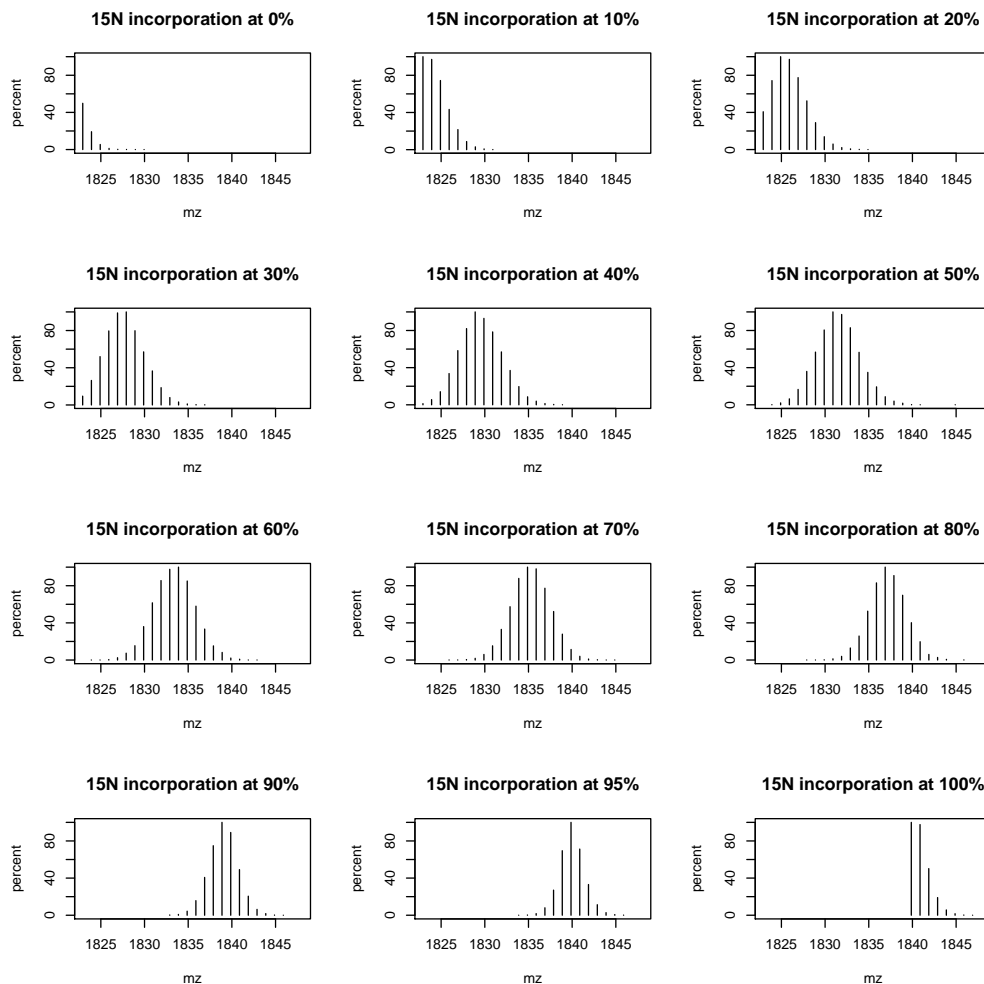 15N incorporation at 0%
15N incorporation at 10%
15N incorporation at 20%
percent
0 40 80
1825 1830 1835 1840 1845
mz
percent
0 40 80
1825 1830 1835 1840 1845
mz
percent
0 40 80
1825 1830 1835 1840 1845
mz
15N incorporation at 30%
15N incorporation at 40%
15N incorporation at 50%
percent
0 40 80
1825 1830 1835 1840 1845
mz
percent
0 40 80
1825 1830 1835 1840 1845
mz
percent
0 40 80
1825 1830 1835 1840 1845
mz
15N incorporation at 60%
15N incorporation at 70%
15N incorporation at 80%
percent
0 40 80
1825 1830 1835 1840 1845
mz
percent
0 40 80
1825 1830 1835 1840 1845
mz
percent
0 40 80
1825 1830 1835 1840 1845
mz
15N incorporation at 90%
15N incorporation at 95%
15N incorporation at 100%
percent
0 40 80
1825 1830 1835 1840 1845
mz
percent
0 40 80
1825 1830 1835 1840 1845
mz
percent
0 40 80
1825 1830 1835 1840 1845
mz